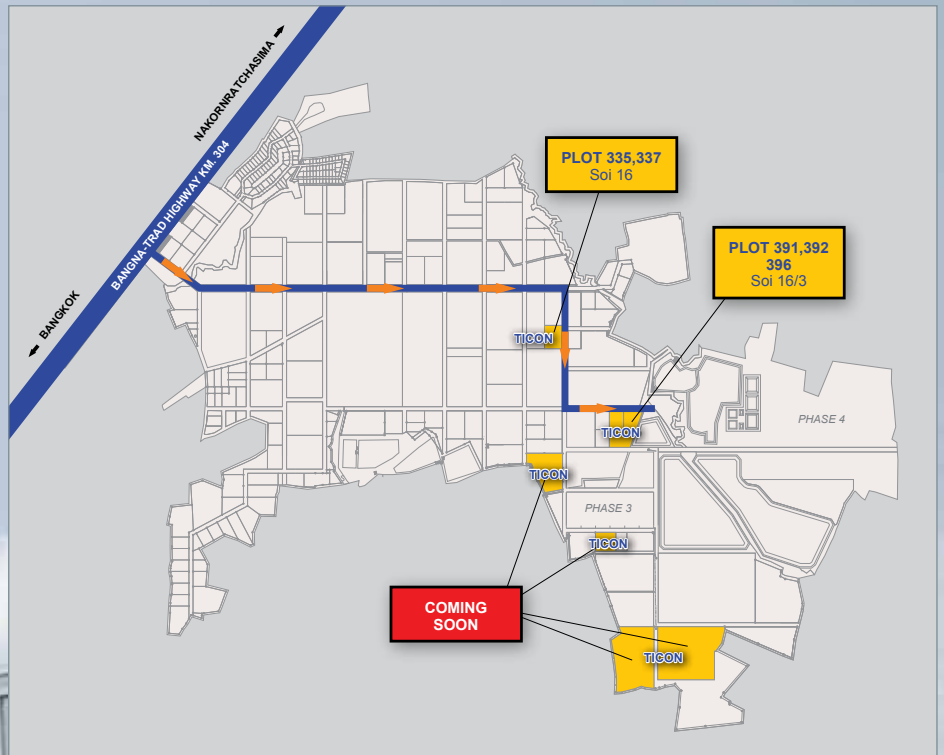 NAKORNRATCHASIMA
BANGNA-TRAD HIGHWAY KM. 304
BANGKOK
PLOT 335,337
Soi 16
PLOT 391,392
396
Soi 16/3
TICON
TICON
PHASE 4
TICON
PHASE 3
TICON
COMING
SOON
TICON